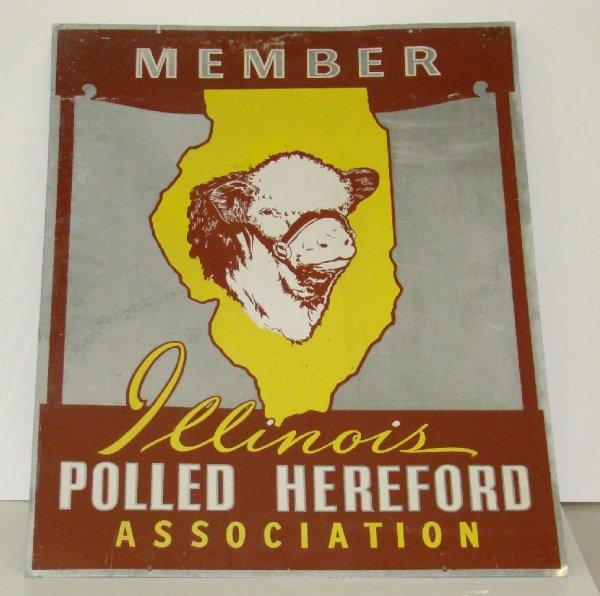 MEMBER
Illinois
POLLED HEREFORD
ASSOCIATION